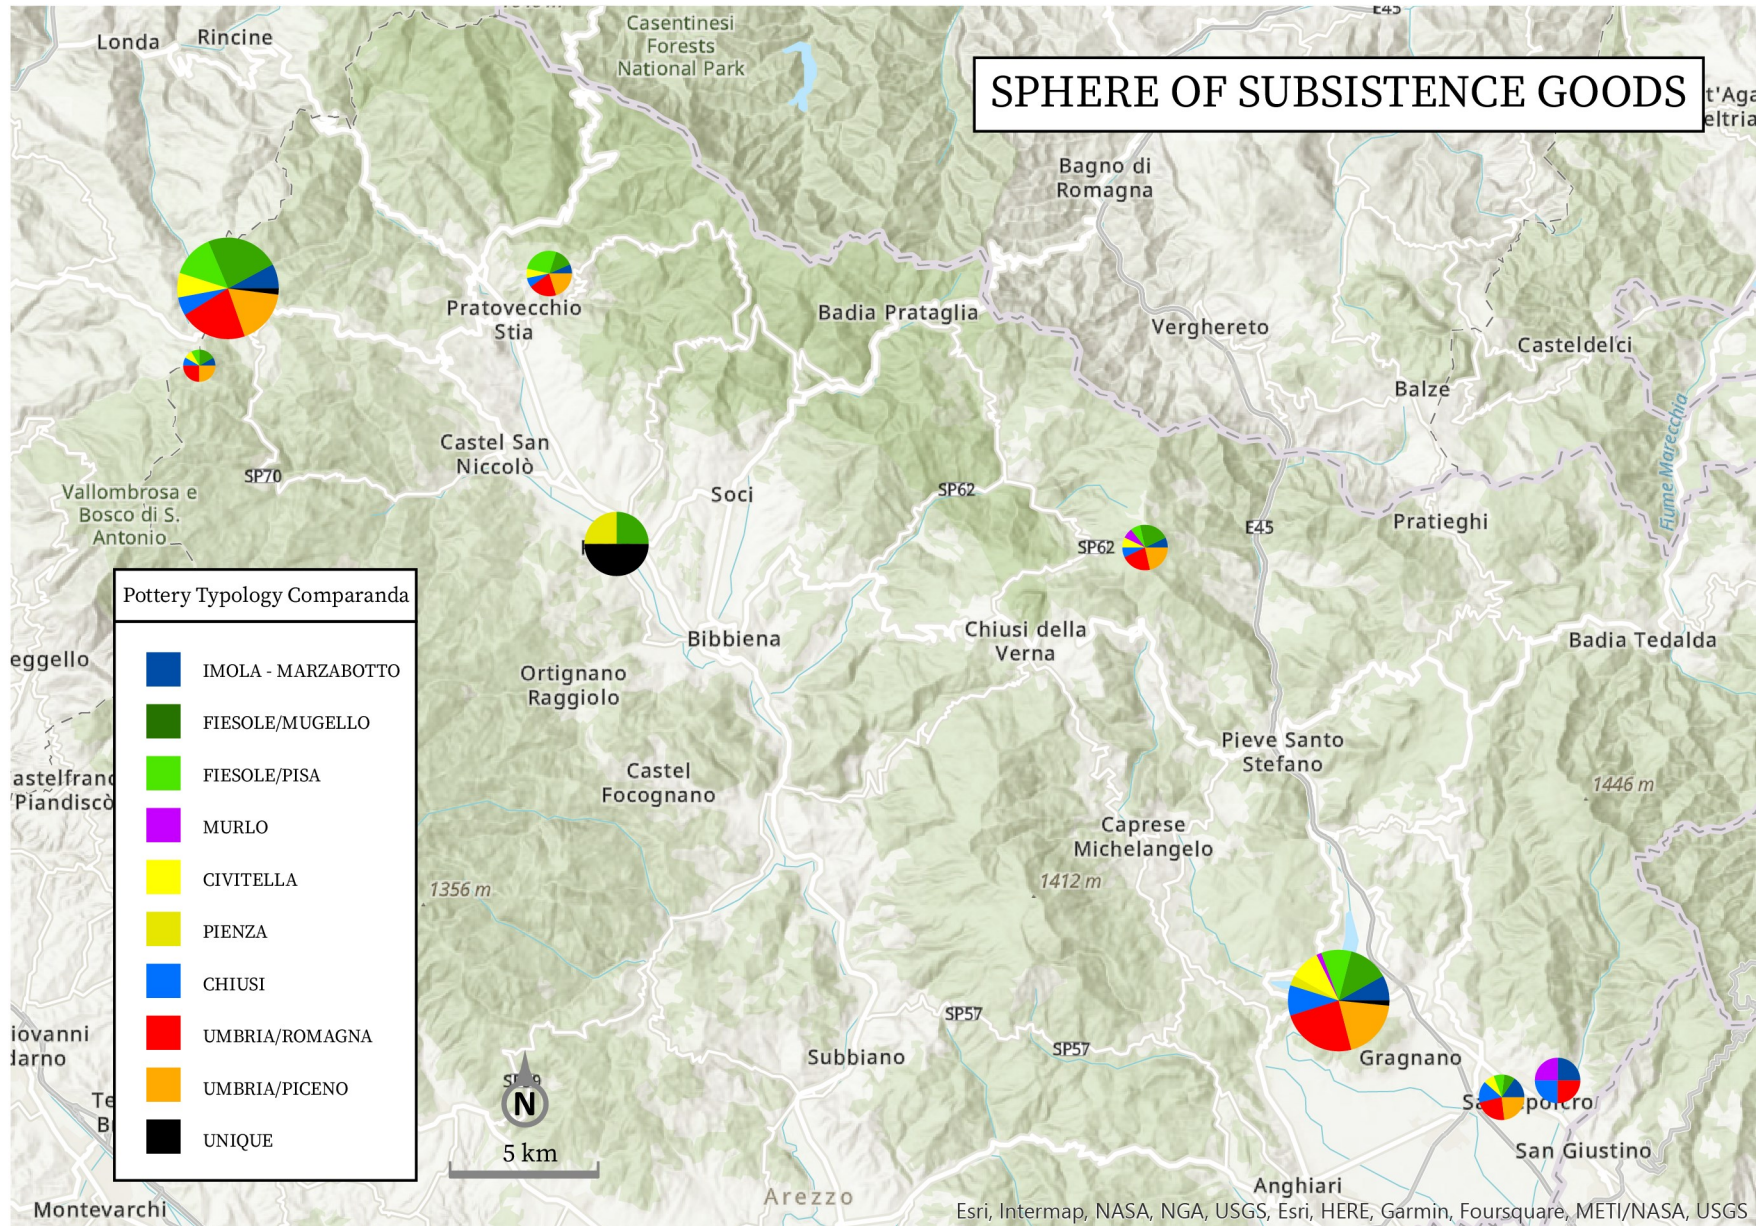 E45
Londa
Rincine
Casentinesi
Forests
National Park
SPHERE OF SUBSISTENCE GOODS
Bagno di
Romagna
Pratovecchio
Stia
Badia Prataglia
Verghereto
Casteldelci
Balze
Fiume Marecchia
Castel San
Niccolò
SP70
Soci
SP62
Vallombrosa e
Bosco di S.
Antonio
SP62
E45
Pratieghi
Pottery Typology Comparanda
IMOLA - MARZABOTTO
FIESOLE/MUGELLO
FIESOLE/PISA
MURLO
CIVITELLA
PIENZA
CHIUSI
UMBRIA/ROMAGNA
UMBRIA/PICENO
UNIQUE
Bibbiena
Chiusi della
Verna
Badia Tedalda
eggello
Ortignano
Raggiolo
Pieve Santo
Stefano
astelfranc
Piandiscò
Castel
Focognano
1446 m
Caprese
Michelangelo
1356 m
1412 m
iovanni
darno
SP57
SP57
Subbiano
Gragnano
N
5 km
San Giustino
Anghiari
Arezzo
Montevarchi
Esri, Intermap, NASA, NGA, USGS, Esri, HERE, Garmin, Foursquare, METI/NASA, USGS